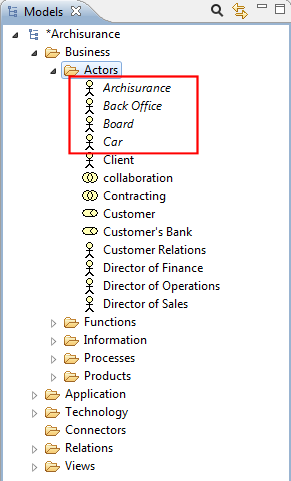 Models
*Archisurance
Business
Actors
Archisurance
Back Office
Board
Car
Client
collaboration
Contracting
Customer
Customer's Bank
Customer Relations
Director of Finance
Director of Operations
Director of Sales
Functions
Information
Processes
Products
Application
Technology
Connectors
Relations
Views